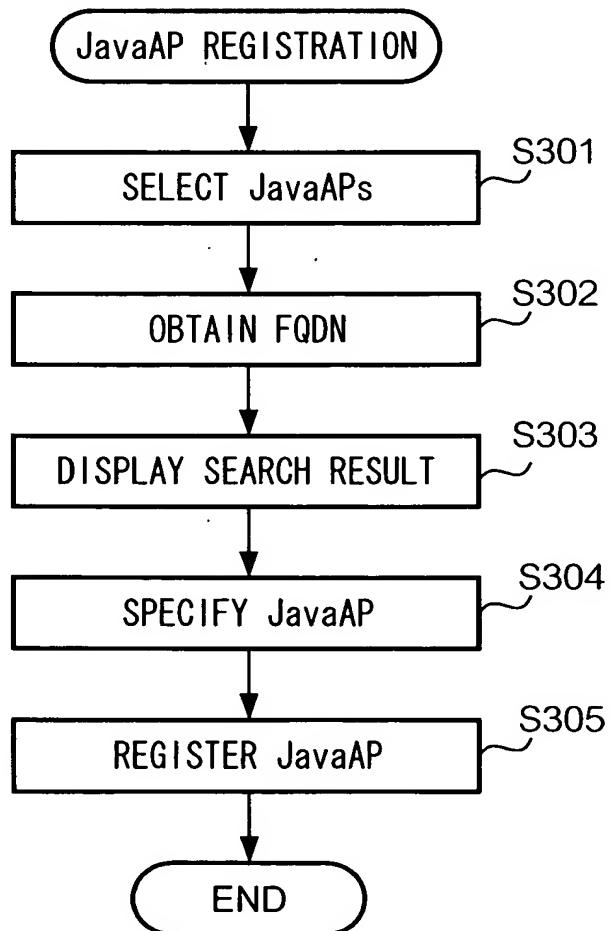 JavaAP REGISTRATION
S301
SELECT JavaAPs
S302
OBTAIN FQDN
S303
DISPLAY SEARCH RESULT
S304
SPECIFY JavaAP
S305
REGISTER JavaAP
END